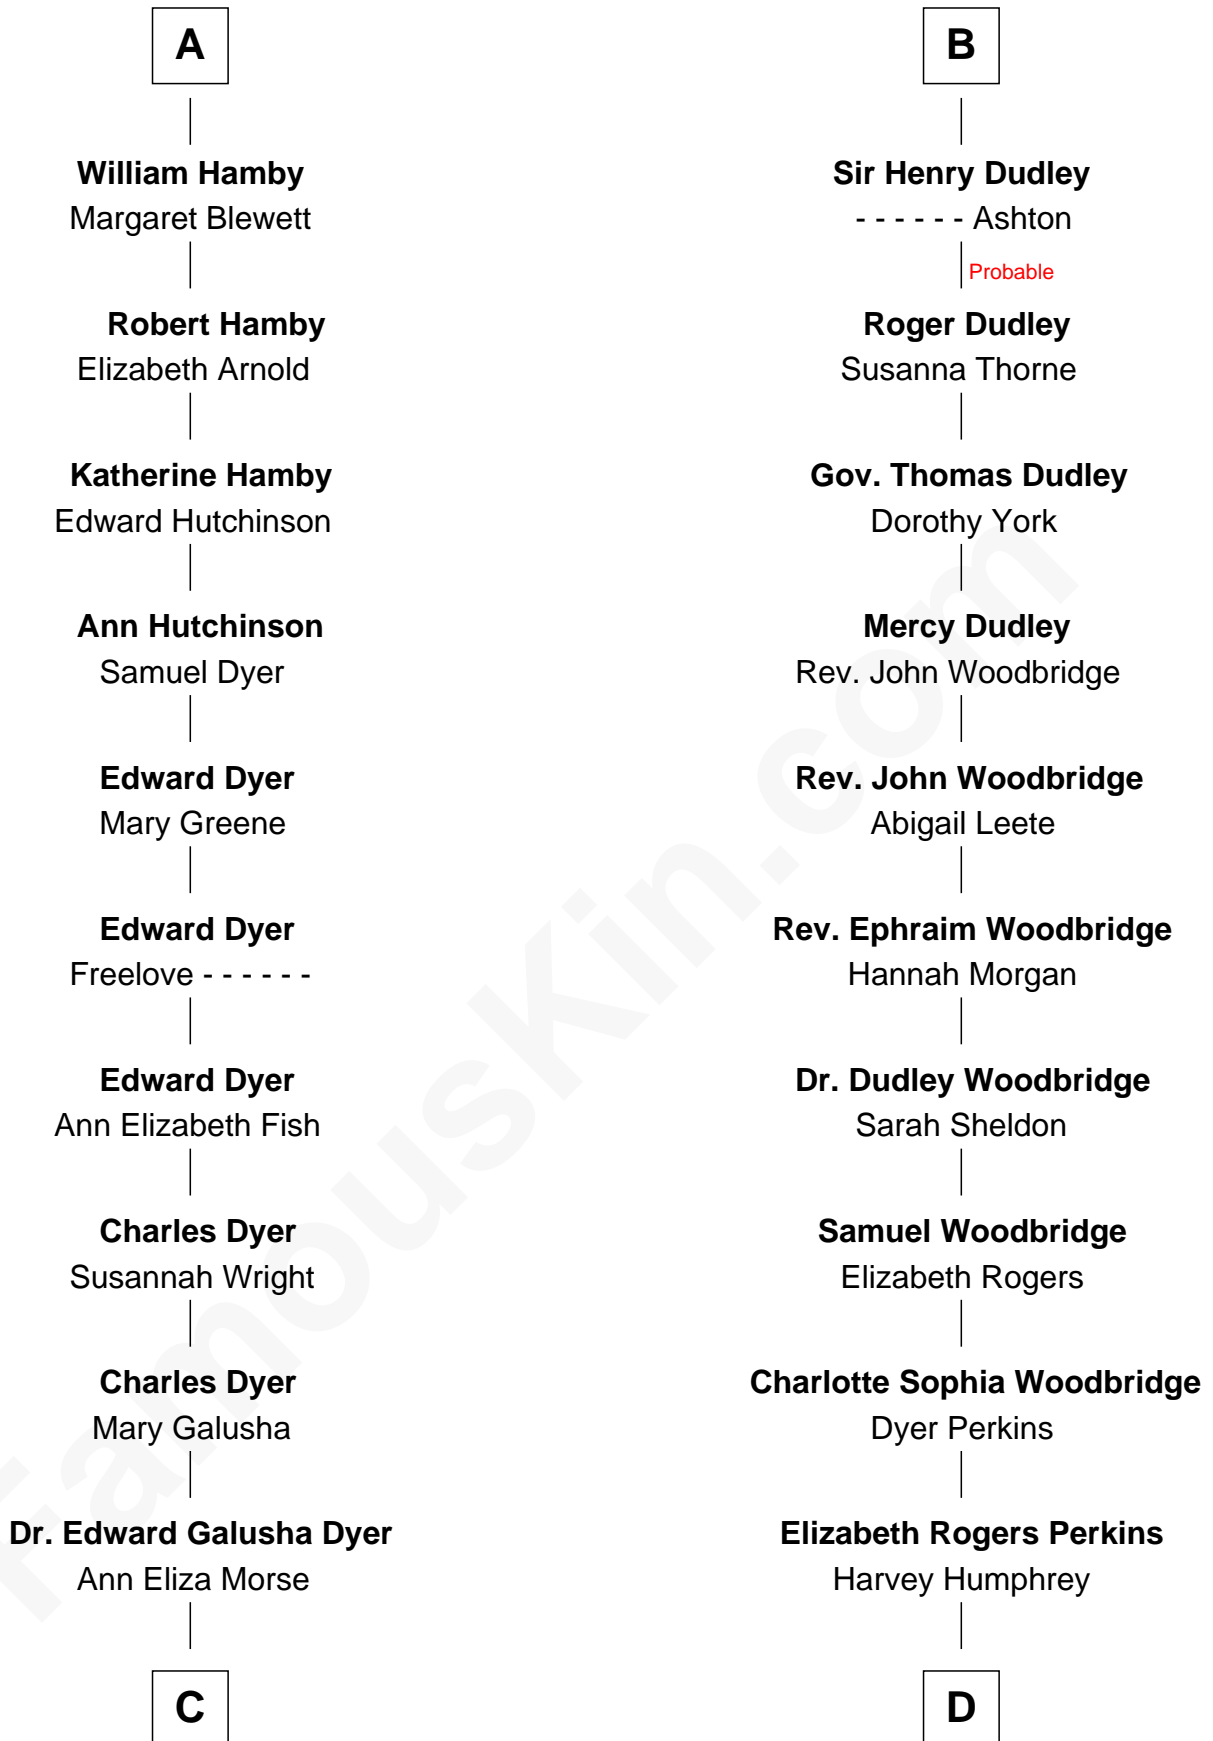 A
William Hamby
Margaret Blewett
Robert Hamby
Elizabeth Arnold
Katherine Hamby
Edward Hutchinson
Ann Hutchinson
Samuel Dyer
Edward Dyer
Mary Greene
Edward Dyer
Freelove - - - - - -
Edward Dyer
Ann Elizabeth Fish
Charles Dyer
Susannah Wright
Charles Dyer
Mary Galusha
Dr. Edward Galusha Dyer
Ann Eliza Morse
C
B
Sir Henry Dudley
- - - - - - Ashton
Probable
Roger Dudley
Susanna Thorne
Gov. Thomas Dudley
Dorothy York
Mercy Dudley
Rev. John Woodbridge
Rev. John Woodbridge
Abigail Leete
Rev. Ephraim Woodbridge
Hannah Morgan
Dr. Dudley Woodbridge
Sarah Sheldon
Samuel Woodbridge
Elizabeth Rogers
Charlotte Sophia Woodbridge
Dyer Perkins
Elizabeth Rogers Perkins
Harvey Humphrey
D
FamousKin.com